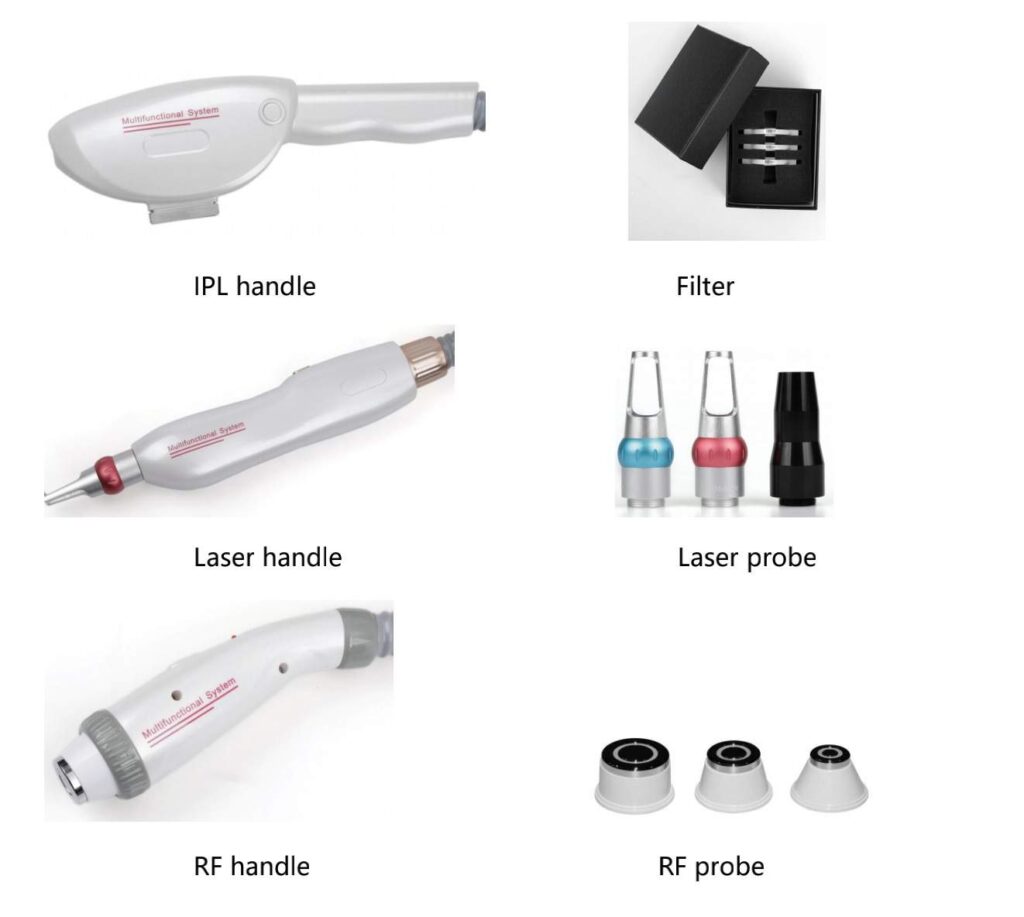 Multifunctional System
IPL handle
Filter
Multifunctional System
Laser handle
Laser probe
Multifunctional System
RF handle
RF probe